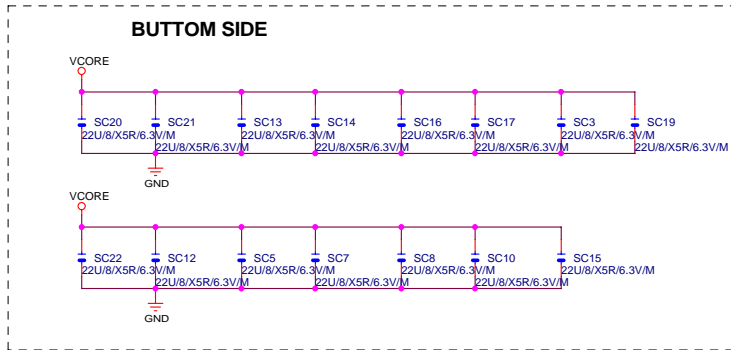 BUTTOM SIDE
VCORE
SC20 SC21 SC13 SC14 SC16 SC17 SC3 SC19
22U/8/X5R/6.3V/M 22U/8/X5R/6.3V/M 22U/8/X5R/6.3V/M 22U/8/X5R/6.3V/M
22U/8/X5R/6.3V/M 22U/8/X5R/6.3V/M 22U/8/X5R/6.3V/M 22U/8/X5R/6.3V/M
GND
VCORE
SC22 SC12 SC5 SC7 SC8 SC10 SC15
22U/8/X5R/6.3V/M 22U/8/X5R/6.3V/M 22U/8/X5R/6.3V/M 22U/8/X5R/6.3V/M
22U/8/X5R/6.3V/M 22U/8/X5R/6.3V/M 22U/8/X5R/6.3V/M
GND